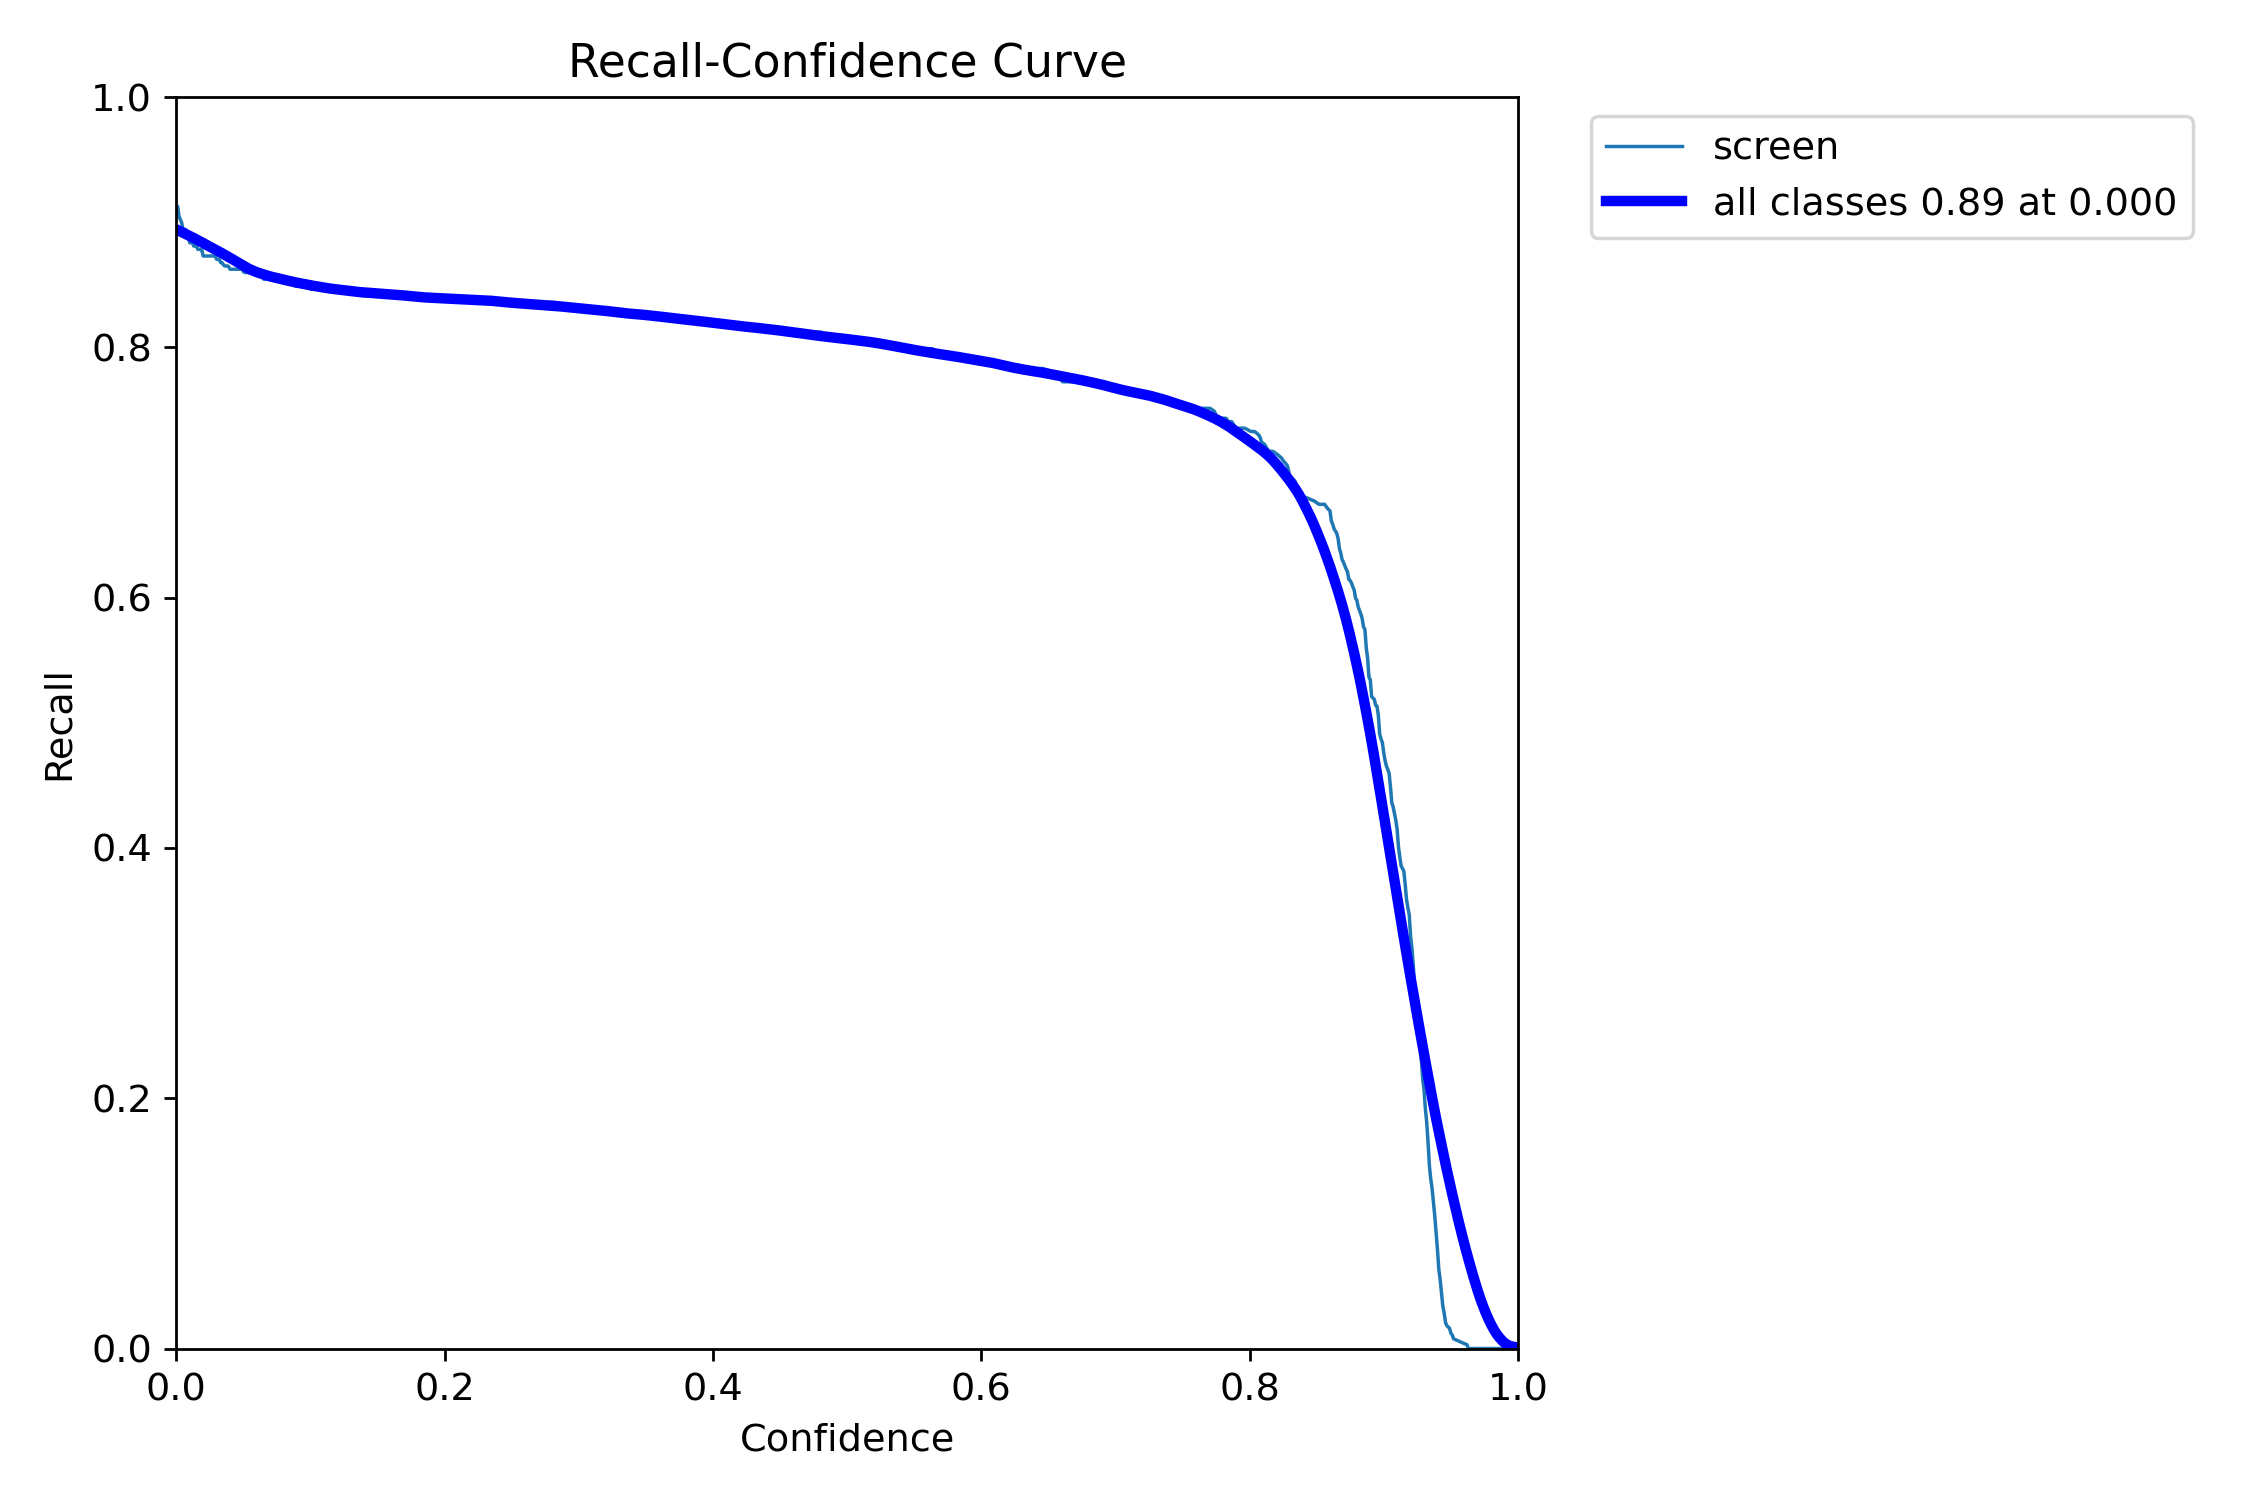 Recall-Confidence Curve
screen
all classes 0.89 at 0.000
1.0
0.8
0.6
0.4
0.2
0.0
Recall
0.0 0.2 0.4 0.6 0.8 1.0
Confidence